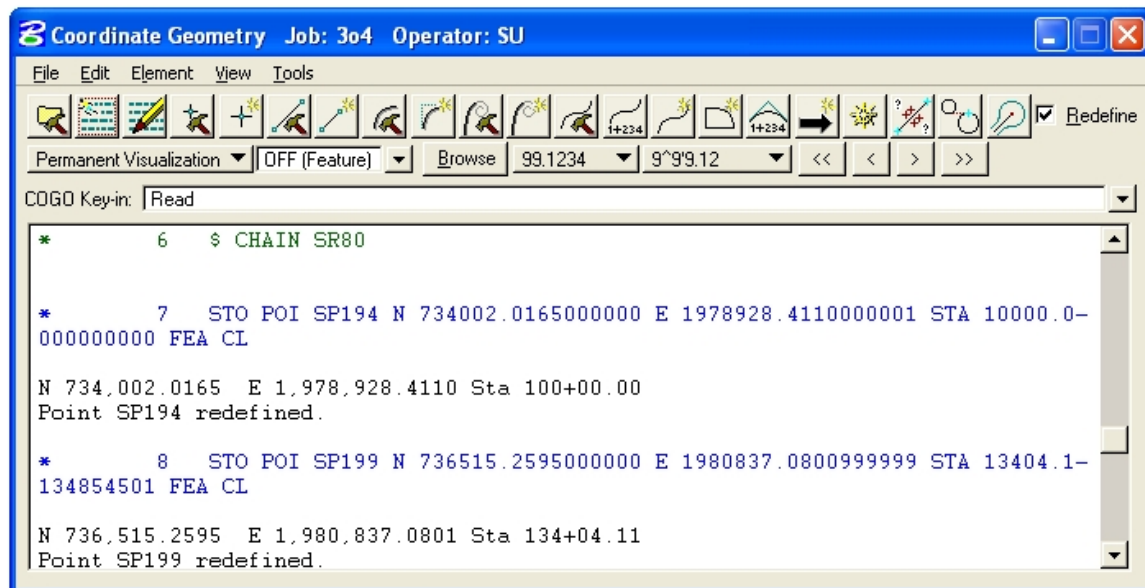 Coordinate Geometry Job: 3o4 Operator: SU
File Edit Element View Tools
1+234 1+234 Redefine
Permanent Visualization OFF (Feature) Browse 99.1234 9^9'9.12 << < > >>
COGO Key-in: Read
* 6 $ CHAIN SR80
* 7 STO POI SP194 N 734002.0165000000 E 1978928.4110000001 STA 10000.0-
000000000 FEA CL
N 734,002.0165 E 1,978,928.4110 Sta 100+00.00
Point SP194 redefined.
* 8 STO POI SP199 N 736515.2595000000 E 1980837.0800999999 STA 13404.1-
134854501 FEA CL
N 736,515.2595 E 1,980,837.0801 Sta 134+04.11
Point SP199 redefined.